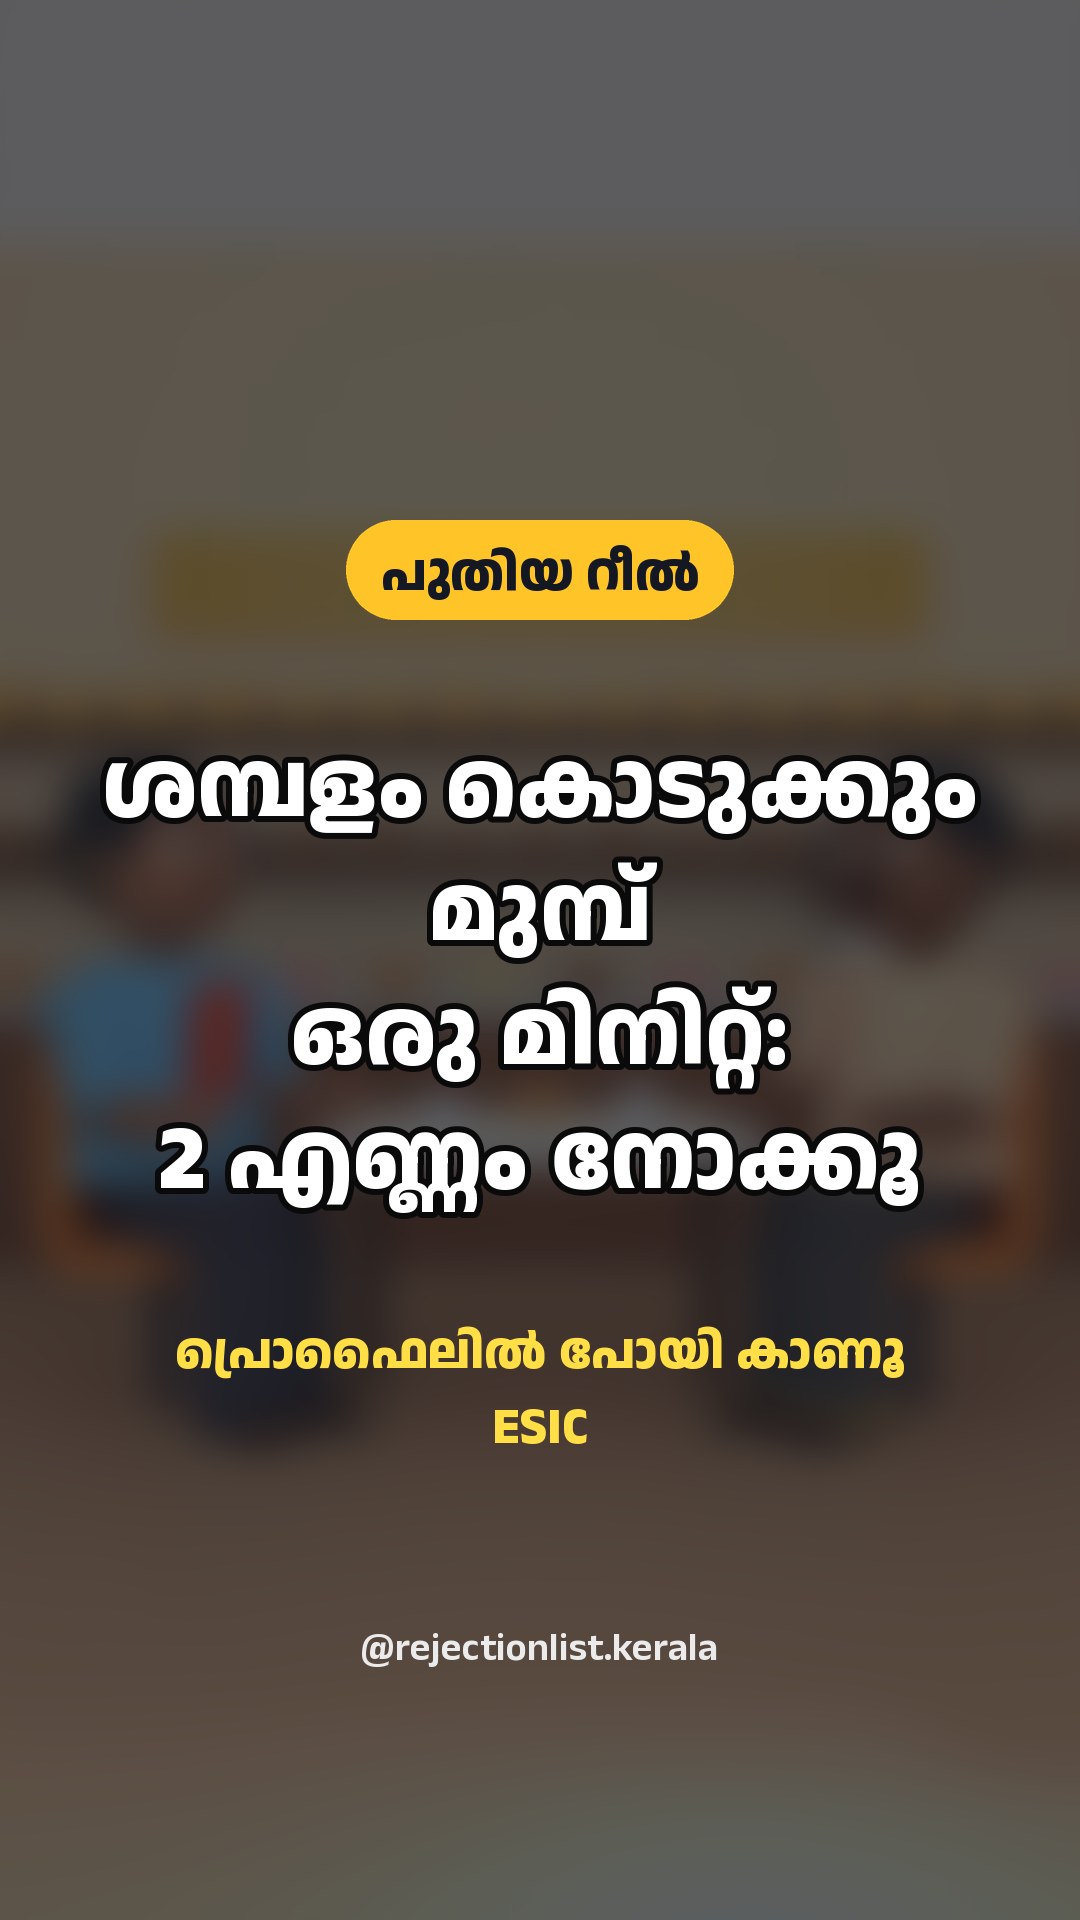 പുതിയ റീൽ
ശമ്പളം കൊടുക്കും
മുമ്പ്
ഒരു മിനിറ്റ്:
2 എണ്ണം നോക്കൂ
പ്രൊഫൈലിൽ പോയി കാണൂ
ESIC
@rejectionlist.kerala